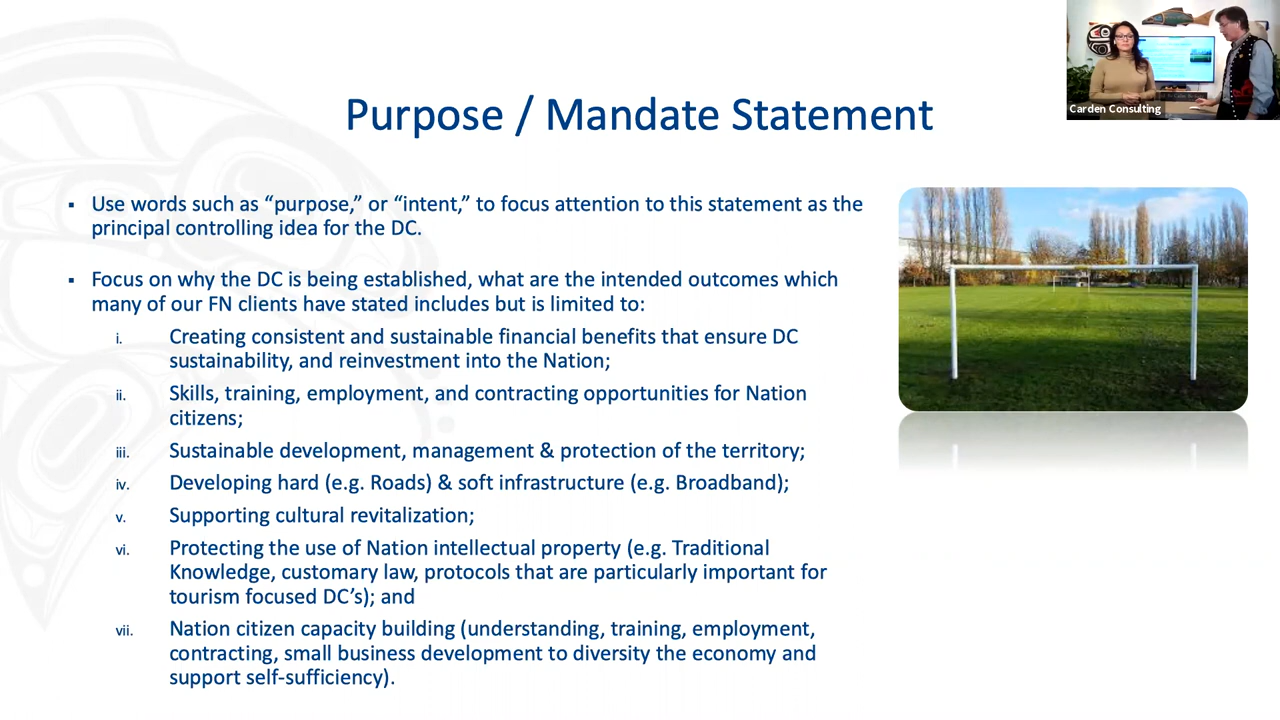 Carden Consulting
Purpose / Mandate Statement
▪ Use words such as “purpose,” or “intent,” to focus attention to this statement as the
principal controlling idea for the DC.
▪ Focus on why the DC is being established, what are the intended outcomes which
many of our FN clients have stated includes but is limited to:
i. Creating consistent and sustainable financial benefits that ensure DC
sustainability, and reinvestment into the Nation;
ii. Skills, training, employment, and contracting opportunities for Nation
citizens;
iii. Sustainable development, management & protection of the territory;
iv. Developing hard (e.g. Roads) & soft infrastructure (e.g. Broadband);
v. Supporting cultural revitalization;
vi. Protecting the use of Nation intellectual property (e.g. Traditional
Knowledge, customary law, protocols that are particularly important for
tourism focused DC’s); and
vii. Nation citizen capacity building (understanding, training, employment,
contracting, small business development to diversity the economy and
support self-sufficiency).